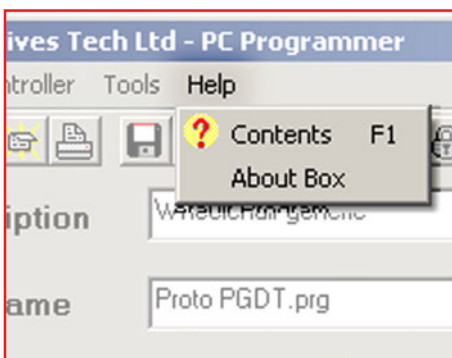 ives Tech Ltd - PC Programmer
ntroller Tools Help
? Contents F1
About Box
iption
ame Proto PGDT.prg